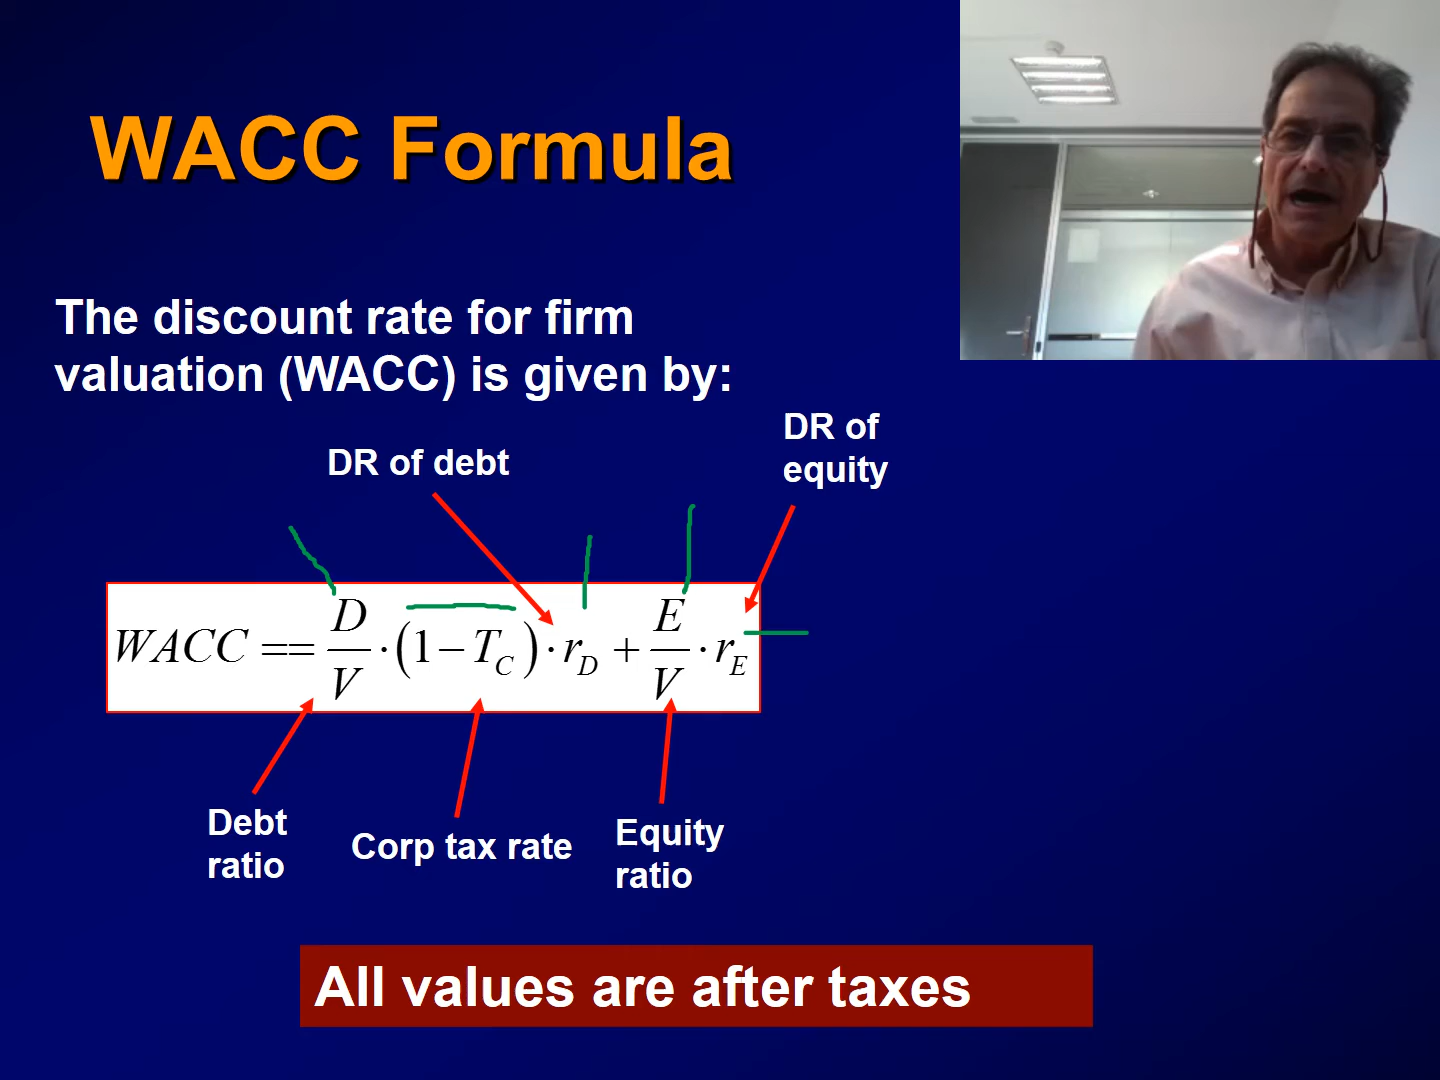 WACC Formula
The discount rate for firm
valuation (WACC) is given by:
DR of
equity
DR of debt
WACC == D/V · (1 − T_C) · r_D + E/V · r_E
Debt
ratio
Corp tax rate
Equity
ratio
All values are after taxes